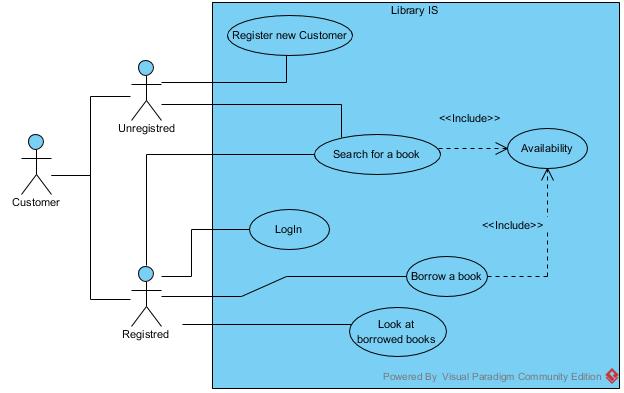 Library IS
Register new Customer
Unregistred
<<Include>>
Search for a book
Availability
Customer
LogIn
<<Include>>
Borrow a book
Registred
Look at
borrowed books
Powered By Visual Paradigm Community Edition